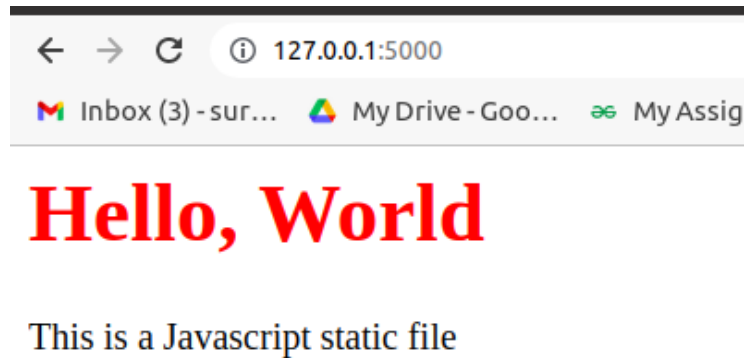 127.0.0.1:5000
Inbox (3) - sur... My Drive - Goo... My Assig
Hello, World
This is a Javascript static file